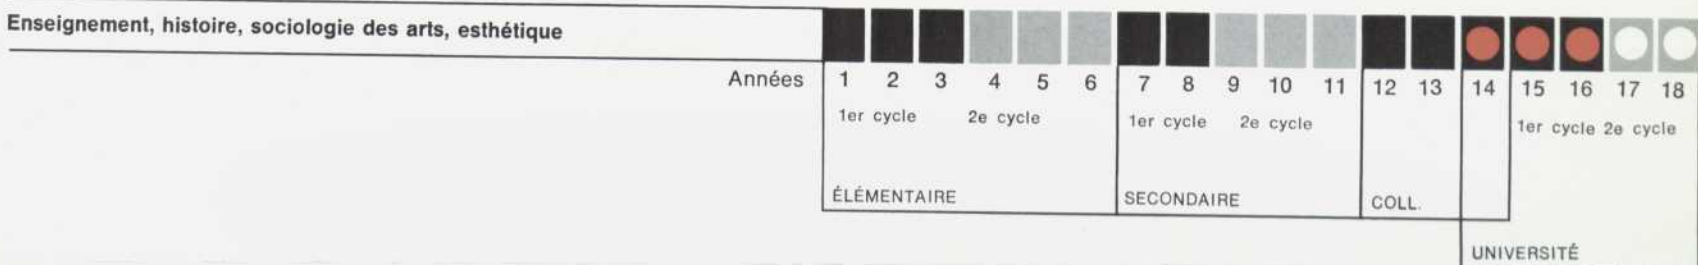 Enseignement, histoire, sociologie des arts, esthétique
Années 1 2 3 4 5 6 7 8 9 10 11 12 13 14 15 16 17 18
1er cycle 2e cycle 1er cycle 2e cycle 1er cycle 2e cycle
ÉLÉMENTAIRE SECONDAIRE COLL.
UNIVERSITÉ